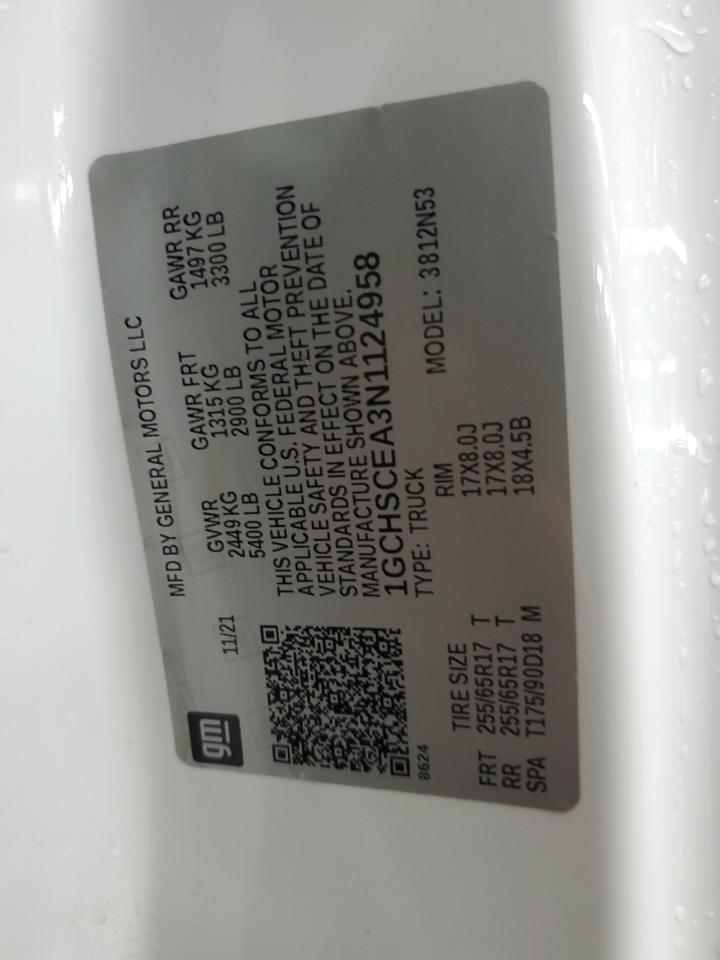 gm
MFD BY GENERAL MOTORS LLC
11/21
GVWR GAWR FRT GAWR RR
2449 KG 1315 KG 1497 KG
5400 LB 2900 LB 3300 LB
THIS VEHICLE CONFORMS TO ALL
APPLICABLE U.S. FEDERAL MOTOR
VEHICLE SAFETY AND THEFT PREVENTION
STANDARDS IN EFFECT ON THE DATE OF
MANUFACTURE SHOWN ABOVE.
1GCHSCEA3N1124958
8624
TYPE: TRUCK MODEL: 3812N53
TIRE SIZE RIM
FRT 255/65R17 T 17X8.0J
RR 255/65R17 T 17X8.0J
SPA T175/90D18 M 18X4.5B